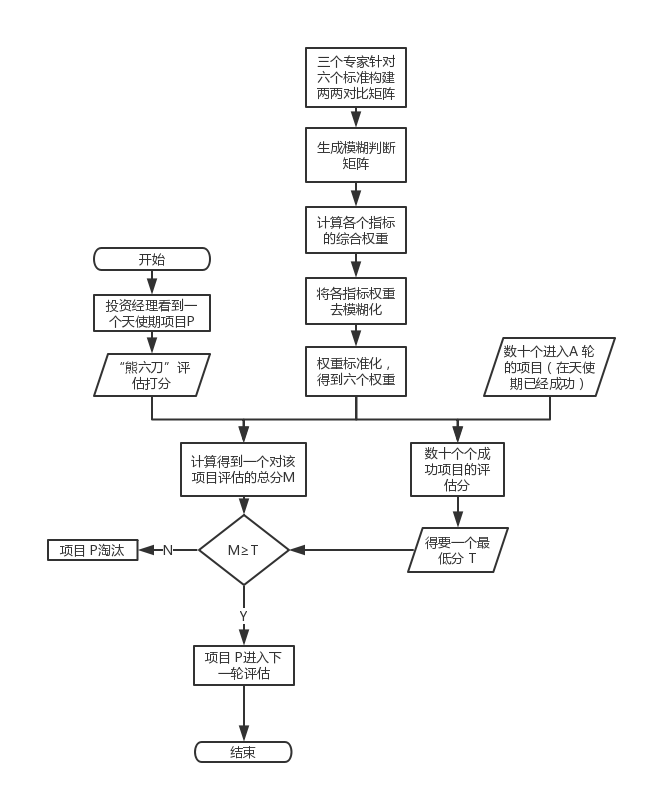 三个专家针对
六个标准构建
两两对比矩阵
生成模糊判断
矩阵
计算各个指标
的综合权重
开始
将各指标权重
去模糊化
投资经理看到一
个天使期项目P
“熊六刀”评
估打分
权重标准化，
得到六个权重
数十个进入A 轮
的项目（在天使
期已经成功）
计算得到一个对该
项目评估的总分M
数十个个成
功项目的评
估分
项目 P淘汰
N
M≥T
得要一个最
低分 T
Y
项目 P进入下
一轮评估
结束